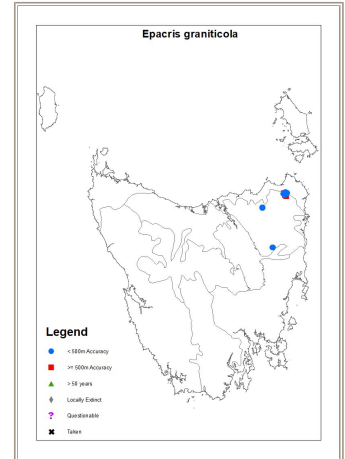 Epacris graniticola
Legend
< 500m Accuracy
>= 500m Accuracy
> 50 years
Locally Extinct
? Questionable
Taken